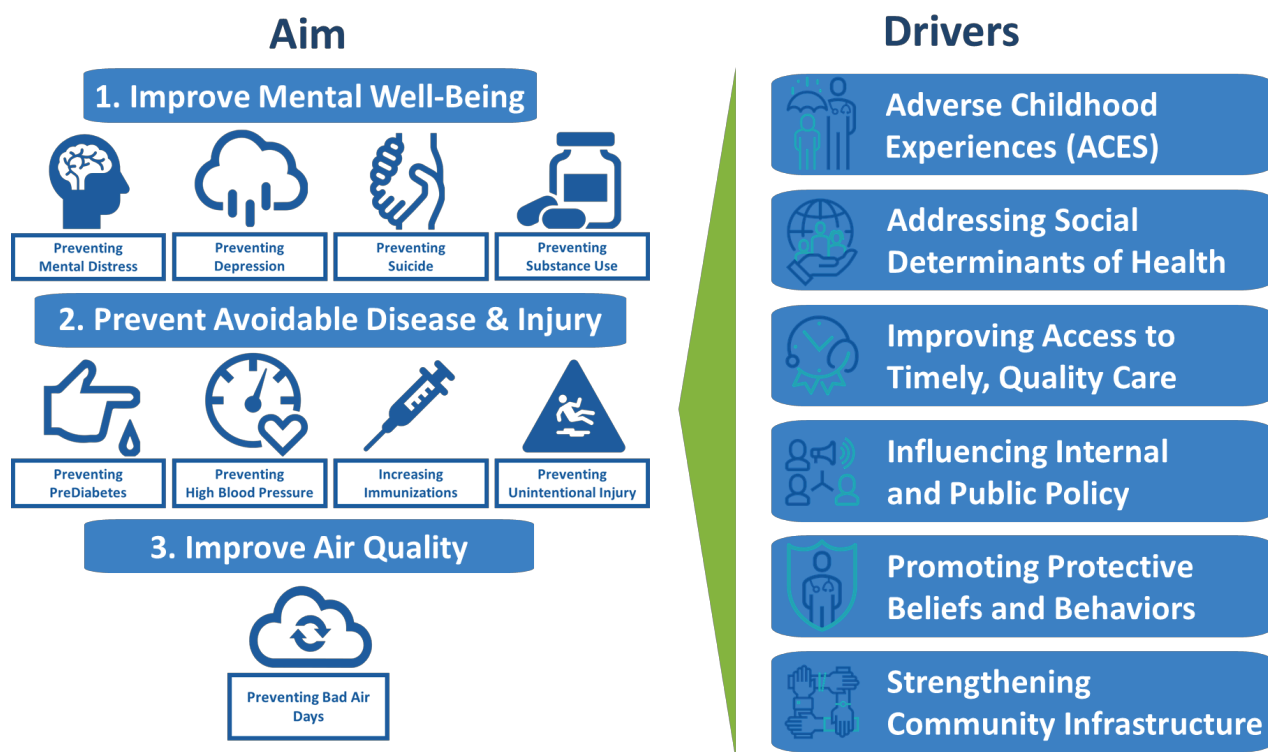 Aim
1. Improve Mental Well-Being
Preventing
Mental Distress
Preventing
Depression
Preventing
Suicide
Preventing
Substance Use
2. Prevent Avoidable Disease & Injury
Preventing
PreDiabetes
Preventing
High Blood Pressure
Increasing
Immunizations
Preventing
Unintentional Injury
3. Improve Air Quality
Preventing Bad Air
Days
Drivers
Adverse Childhood
Experiences (ACES)
Addressing Social
Determinants of Health
Improving Access to
Timely, Quality Care
Influencing Internal
and Public Policy
Promoting Protective
Beliefs and Behaviors
Strengthening
Community Infrastructure